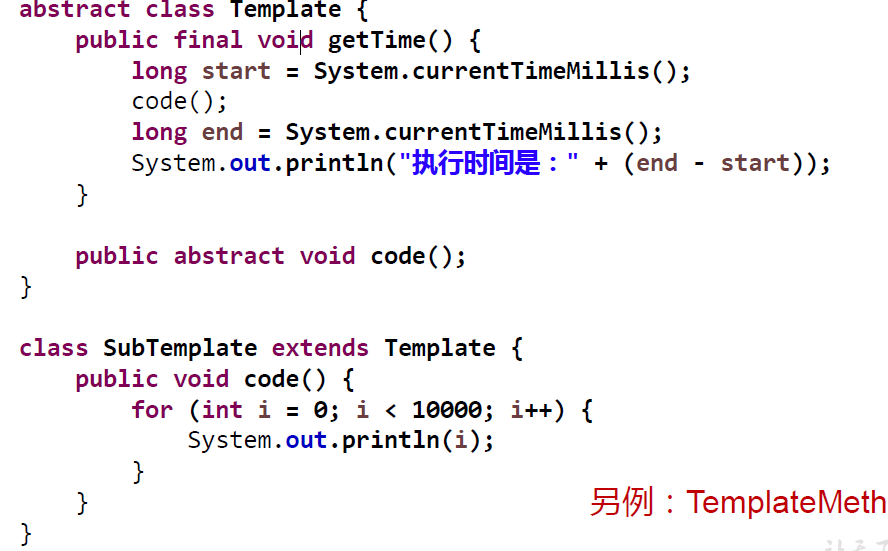 abstract class Template {
    public final void getTime() {
        long start = System.currentTimeMillis();
        code();
        long end = System.currentTimeMillis();
        System.out.println("执行时间是：" + (end - start));
    }

    public abstract void code();
}

class SubTemplate extends Template {
    public void code() {
        for (int i = 0; i < 10000; i++) {
            System.out.println(i);
        }
    }
}
另例：TemplateMeth